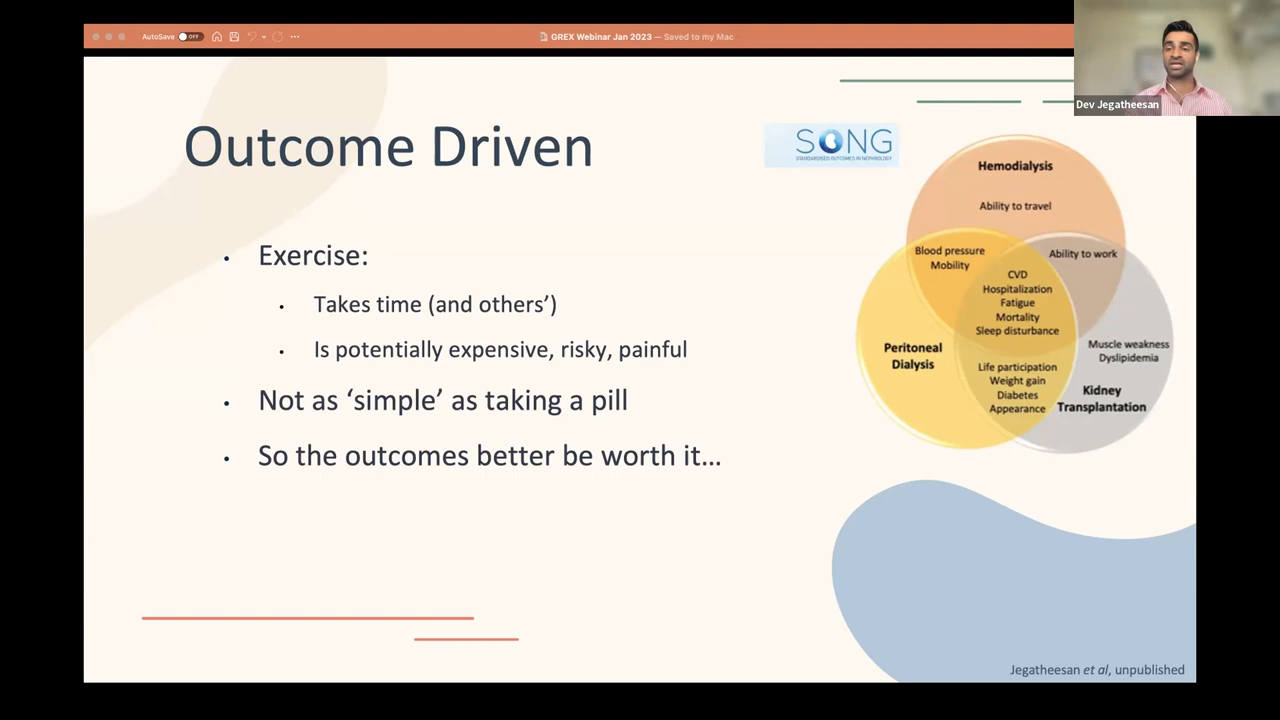 AutoSave OFF
GREX Webinar Jan 2023 — Saved to my Mac
Dev Jegatheesan
Outcome Driven
SONG
STANDARDISED OUTCOMES IN NEPHROLOGY
• Exercise:
• Takes time (and others’)
• Is potentially expensive, risky, painful
• Not as ‘simple’ as taking a pill
• So the outcomes better be worth it…
Hemodialysis
Ability to travel
Blood pressure
Mobility
Ability to work
CVD
Hospitalization
Fatigue
Mortality
Sleep disturbance
Peritoneal
Dialysis
Life participation
Weight gain
Diabetes
Appearance
Muscle weakness
Dyslipidemia
Kidney
Transplantation
Jegatheesan et al, unpublished